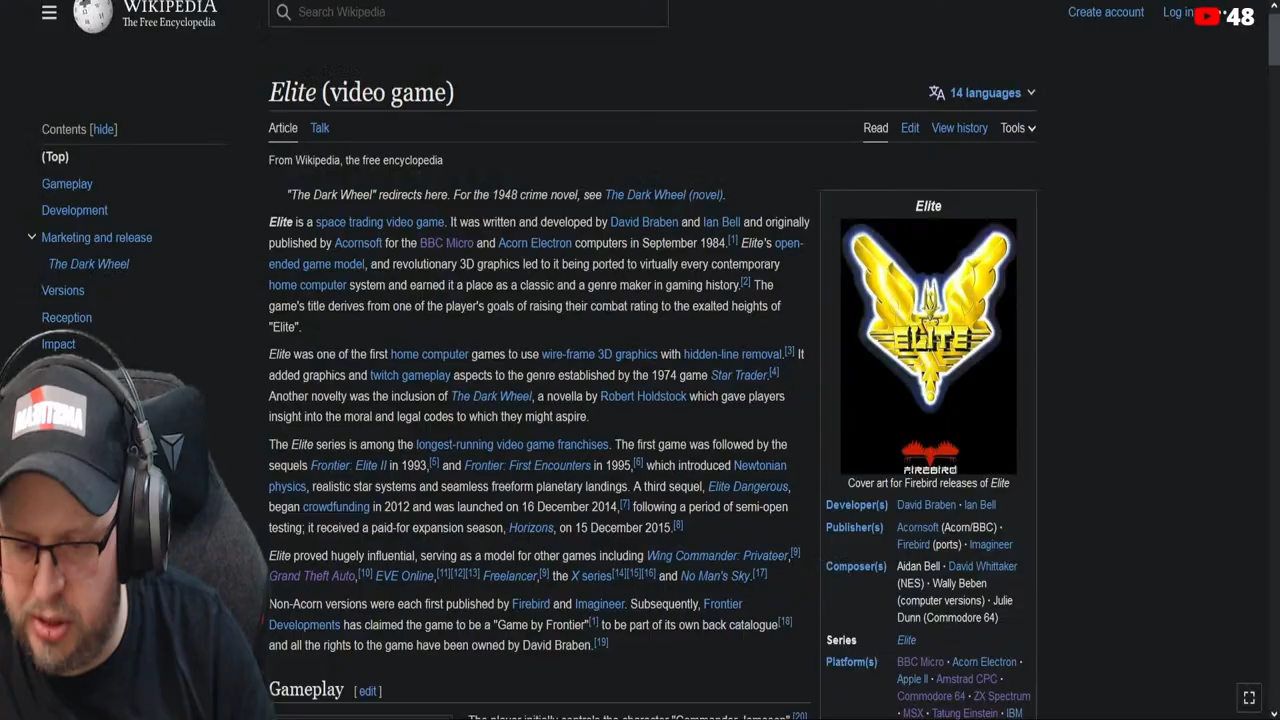 WIKIPEDIA
The Free Encyclopedia
Search Wikipedia
Create account
Log in
48
Elite (video game)
14 languages
Contents [hide]
(Top)
Gameplay
Development
Marketing and release
The Dark Wheel
Versions
Reception
Impact
Article
Talk
Read
Edit
View history
Tools
From Wikipedia, the free encyclopedia
"The Dark Wheel" redirects here. For the 1948 crime novel, see The Dark Wheel (novel).
Elite is a space trading video game. It was written and developed by David Braben and Ian Bell and originally
published by Acornsoft for the BBC Micro and Acorn Electron computers in September 1984.[1] Elite's open-
ended game model, and revolutionary 3D graphics led to it being ported to virtually every contemporary
home computer system and earned it a place as a classic and a genre maker in gaming history.[2] The
game's title derives from one of the player's goals of raising their combat rating to the exalted heights of
"Elite".
Elite was one of the first home computer games to use wire-frame 3D graphics with hidden-line removal.[3] It
added graphics and twitch gameplay aspects to the genre established by the 1974 game Star Trader.[4]
Another novelty was the inclusion of The Dark Wheel, a novella by Robert Holdstock which gave players
insight into the moral and legal codes to which they might aspire.
The Elite series is among the longest-running video game franchises. The first game was followed by the
sequels Frontier: Elite II in 1993,[5] and Frontier: First Encounters in 1995,[6] which introduced Newtonian
physics, realistic star systems and seamless freeform planetary landings. A third sequel, Elite Dangerous,
began crowdfunding in 2012 and was launched on 16 December 2014,[7] following a period of semi-open
testing; it received a paid-for expansion season, Horizons, on 15 December 2015.[8]
Elite proved hugely influential, serving as a model for other games including Wing Commander: Privateer,[9]
Grand Theft Auto,[10] EVE Online,[11][12][13] Freelancer,[9] the X series[14][15][16] and No Man's Sky.[17]
Non-Acorn versions were each first published by Firebird and Imagineer. Subsequently, Frontier
Developments has claimed the game to be a "Game by Frontier"[1] to be part of its own back catalogue[18]
and all the rights to the game have been owned by David Braben.[19]
Gameplay [edit]
The player initially controls the character "Commander Jameson",[20]
Elite
ELITE
FIREBIRD
Cover art for Firebird releases of Elite
Developer(s) David Braben · Ian Bell
Publisher(s) Acornsoft (Acorn/BBC) ·
Firebird (ports) · Imagineer
Composer(s) Aidan Bell · David Whittaker
(NES) · Wally Beben
(computer versions) · Julie
Dunn (Commodore 64)
Series Elite
Platform(s) BBC Micro · Acorn Electron ·
Apple II · Amstrad CPC ·
Commodore 64 · ZX Spectrum
· MSX · Tatung Einstein · IBM